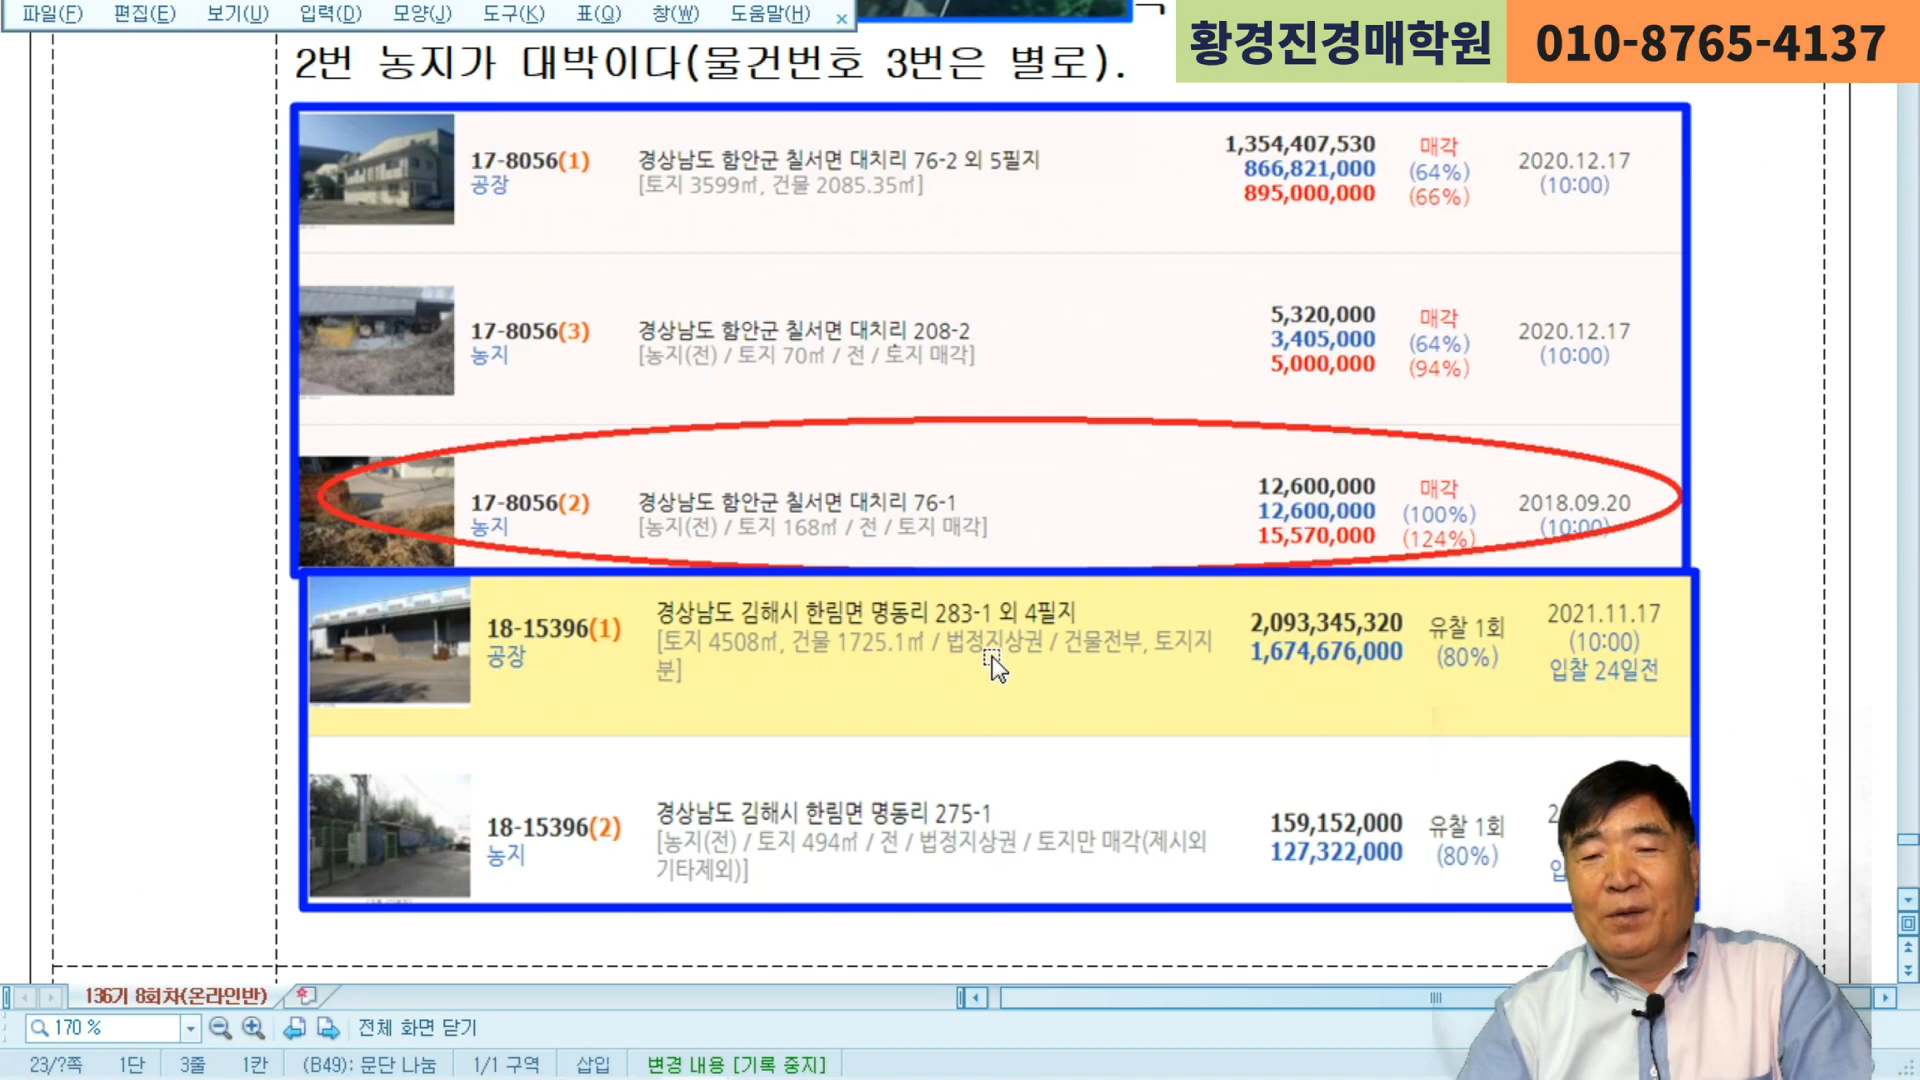 파일(F) 편집(E) 보기(U) 입력(D) 모양(J) 도구(K) 표(Q) 창(W) 도움말(H)
황경진경매학원 010-8765-4137
2번 농지가 대박이다(물건번호 3번은 별로).
17-8056(1)
공장
경상남도 함안군 칠서면 대치리 76-2 외 5필지
[토지 3599㎡, 건물 2085.35㎡]
1,354,407,530
866,821,000
895,000,000
매각
(64%)
(66%)
2020.12.17
(10:00)
17-8056(3)
농지
경상남도 함안군 칠서면 대치리 208-2
[농지(전) / 토지 70㎡ / 전 / 토지 매각]
5,320,000
3,405,000
5,000,000
매각
(64%)
(94%)
2020.12.17
(10:00)
17-8056(2)
농지
경상남도 함안군 칠서면 대치리 76-1
[농지(전) / 토지 168㎡ / 전 / 토지 매각]
12,600,000
12,600,000
15,570,000
매각
(100%)
(124%)
2018.09.20
(10:00)
18-15396(1)
공장
경상남도 김해시 한림면 명동리 283-1 외 4필지
[토지 4508㎡, 건물 1725.1㎡ / 법정지상권 / 건물전부, 토지지
분]
2,093,345,320
1,674,676,000
유찰 1회
(80%)
2021.11.17
(10:00)
입찰 24일전
18-15396(2)
농지
경상남도 김해시 한림면 명동리 275-1
[농지(전) / 토지 494㎡ / 전 / 법정지상권 / 토지만 매각(제시외
기타제외)]
159,152,000
127,322,000
유찰 1회
(80%)
136기 8회차(온라인반)
170 % 전체 화면 닫기
23/?쪽 1단 3줄 1칸 (B49): 문단 나눔 1/1 구역 삽입 변경 내용 [기록 중지]